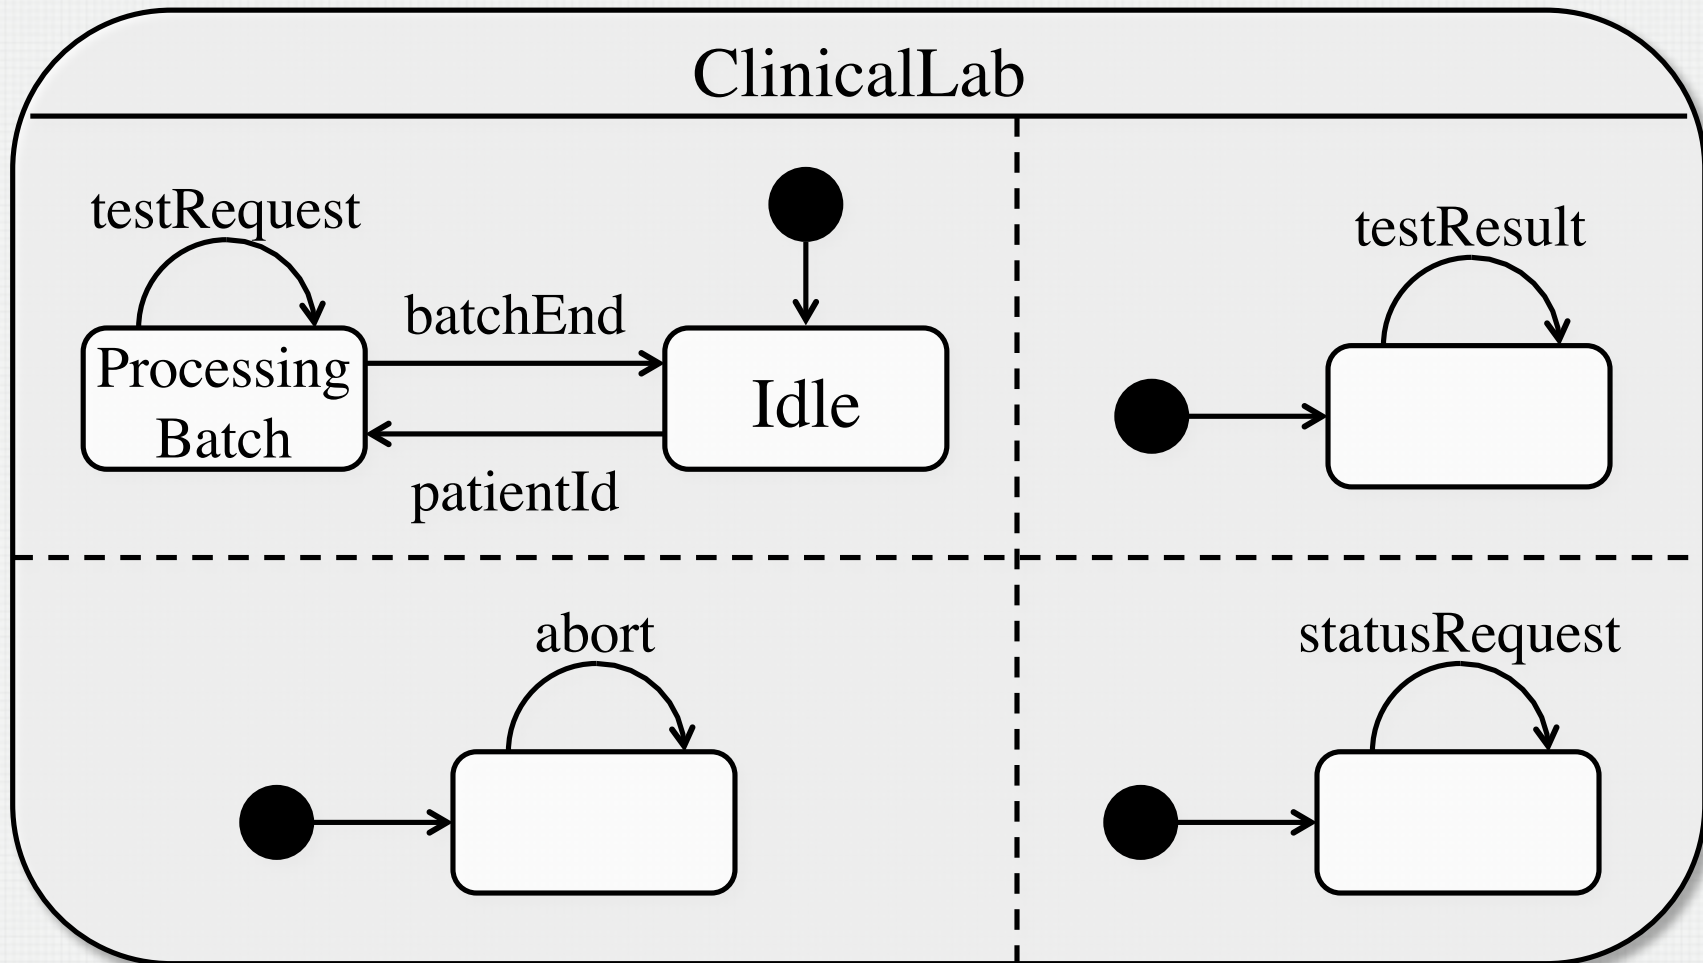 ClinicalLab
testRequest
batchEnd
Processing
Batch
Idle
patientId
testResult
abort
statusRequest